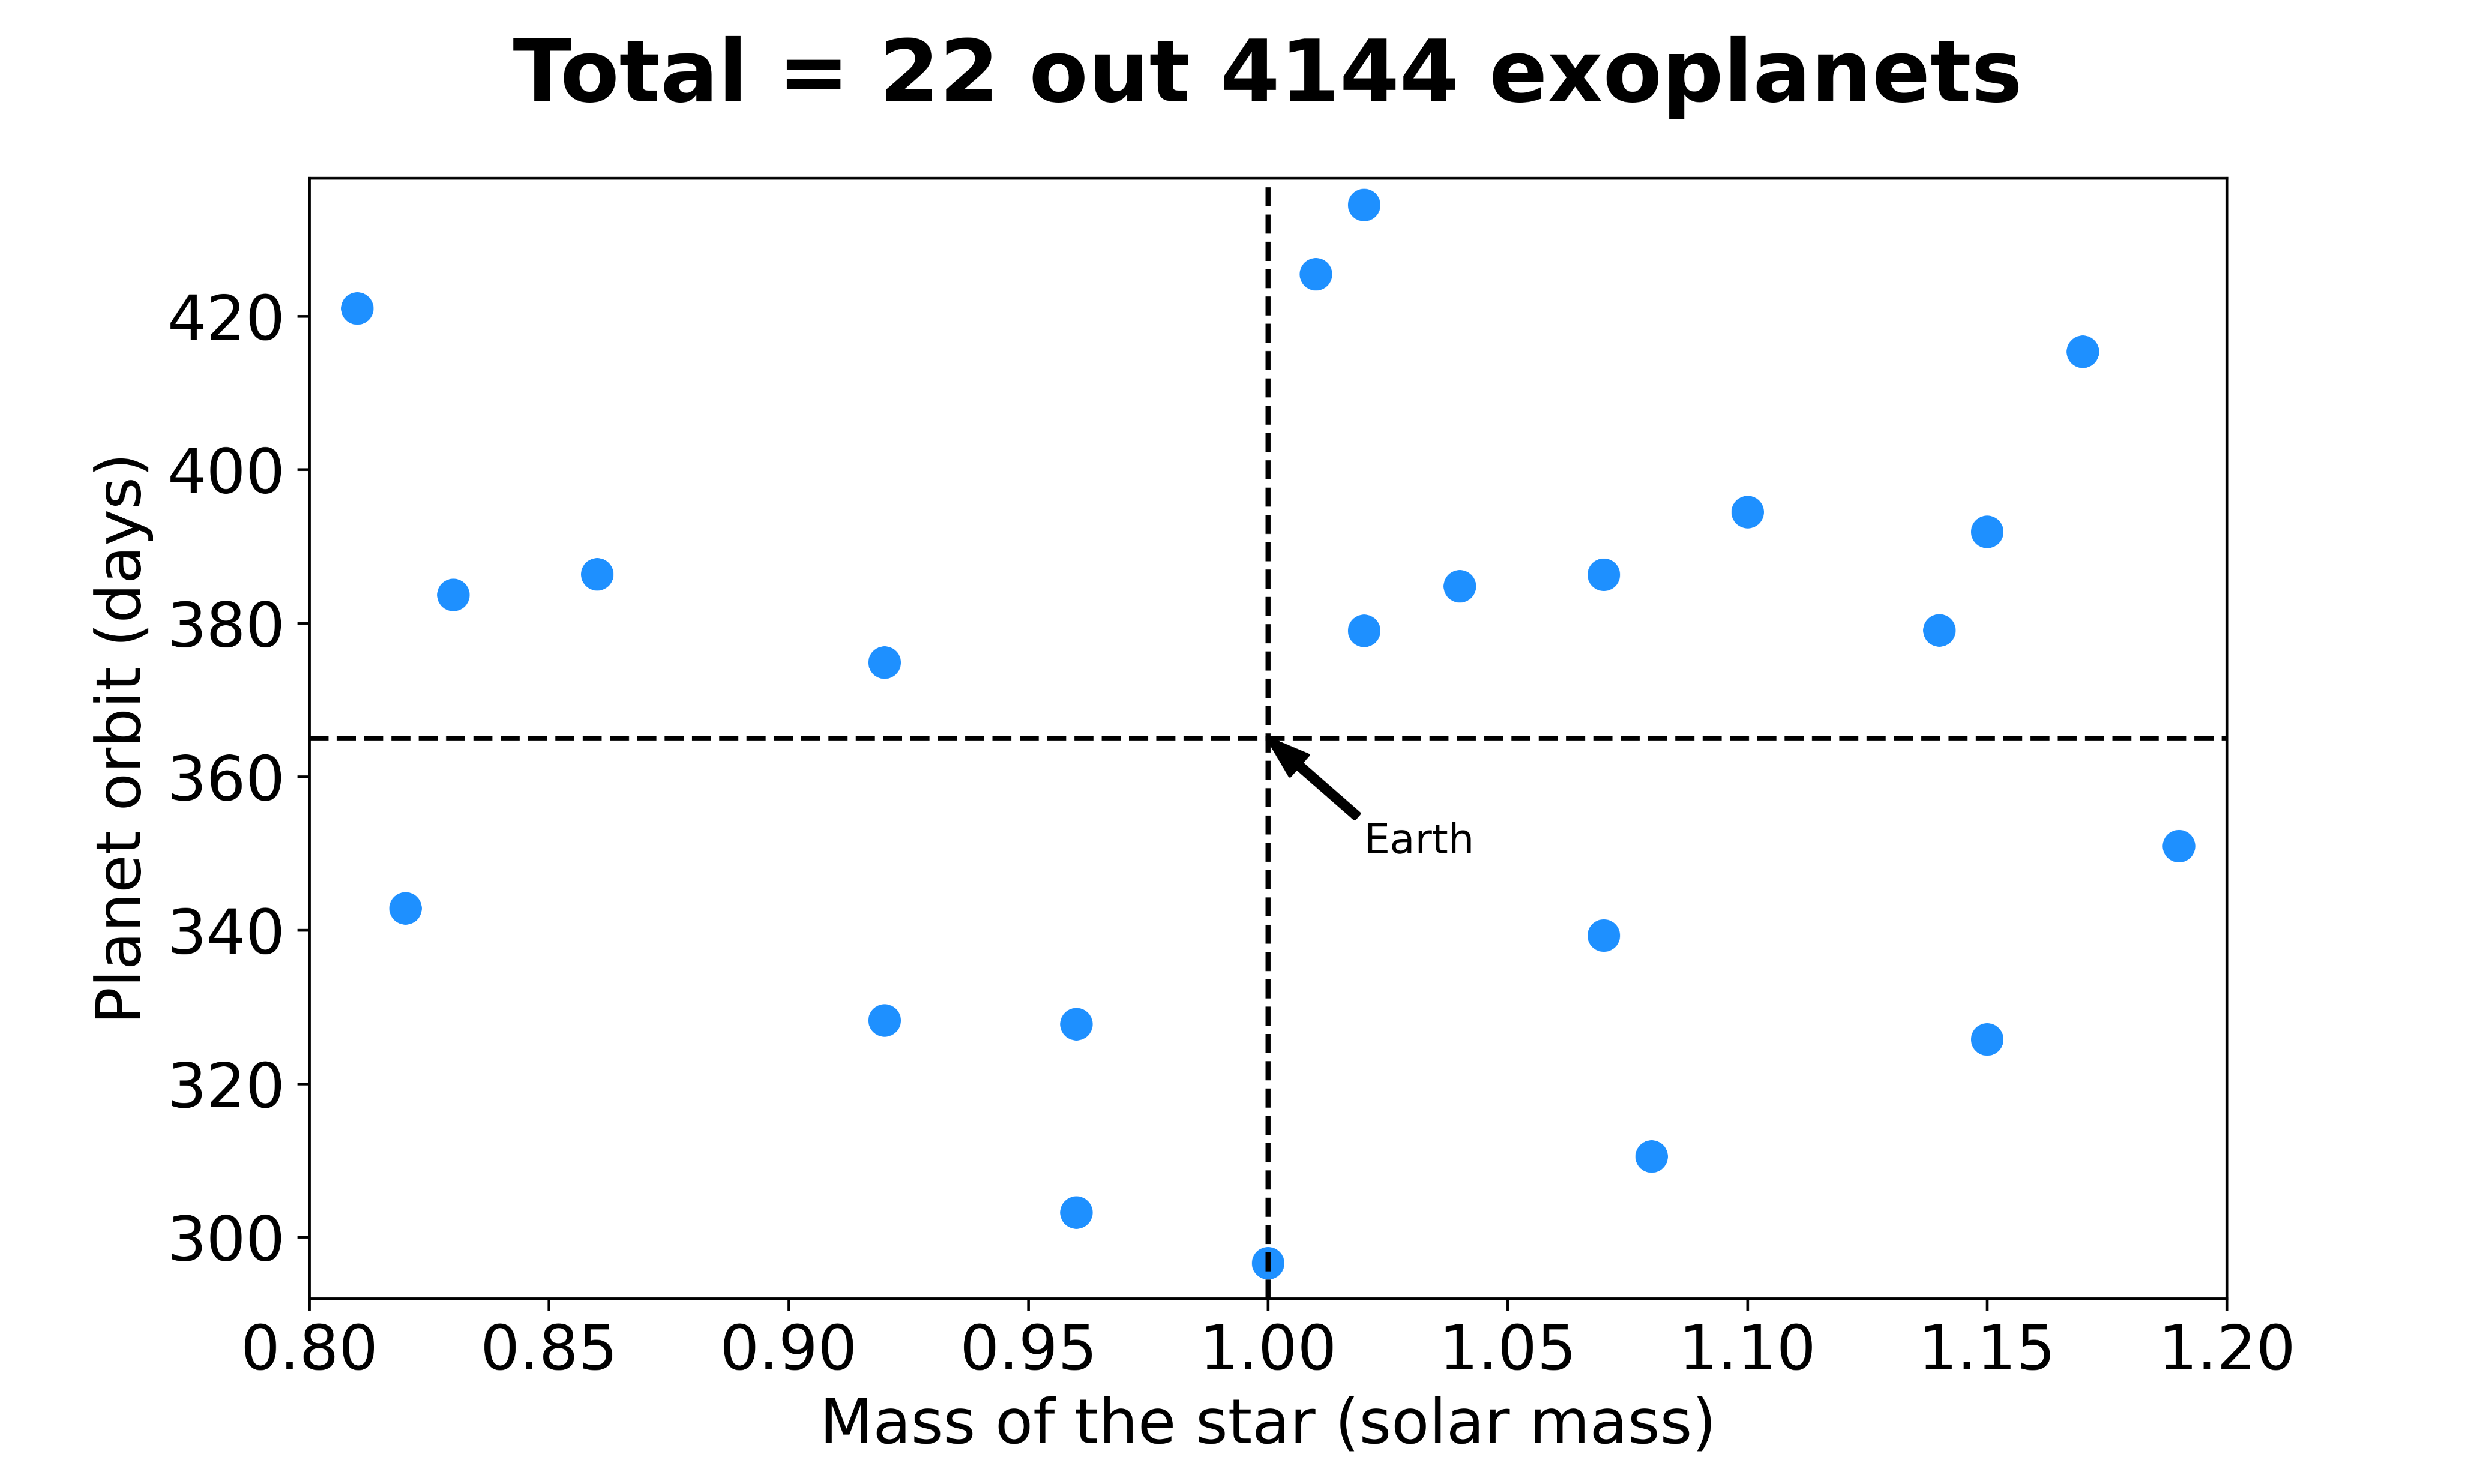 Total = 22 out 4144 exoplanets
Planet orbit (days)
420
400
380
360
340
320
300
Earth
0.80 0.85 0.90 0.95 1.00 1.05 1.10 1.15 1.20
Mass of the star (solar mass)